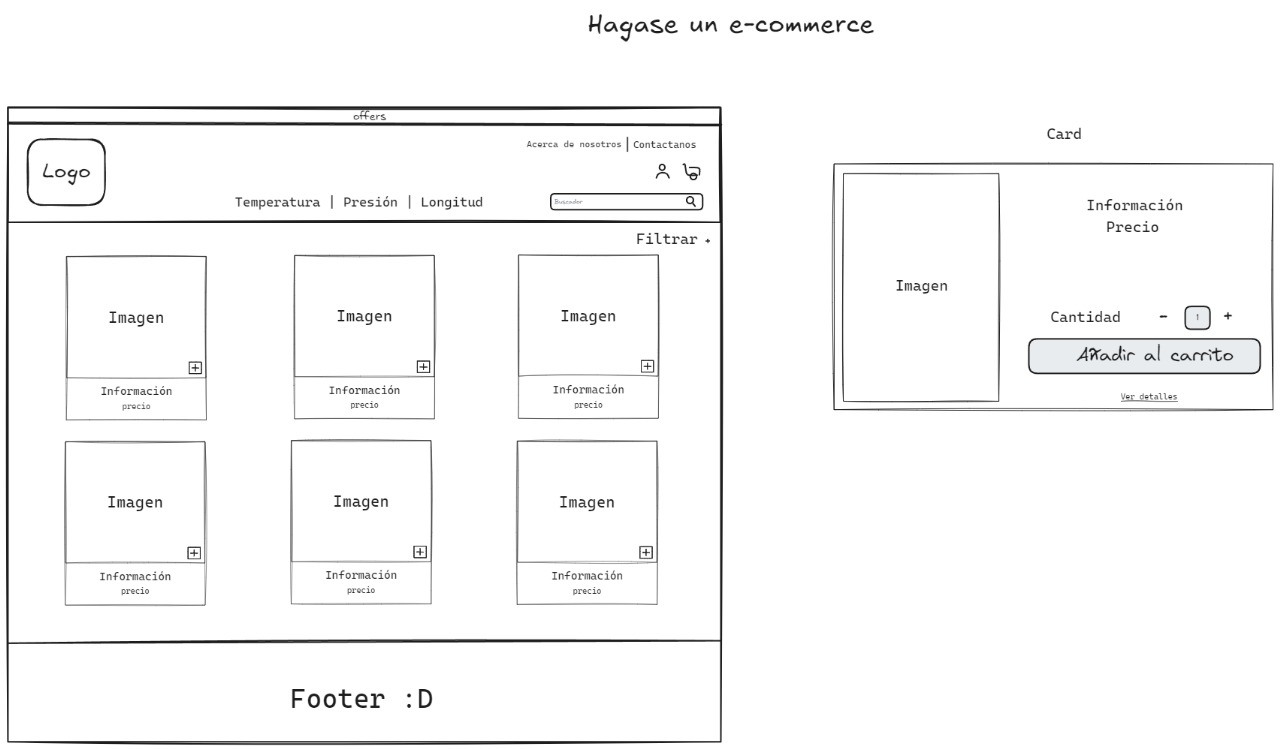 Hagase un e-commerce
offers
Logo
Acerca de nosotros | Contactanos
Temperatura | Presión | Longitud
Buscador
Filtrar +
Imagen
Imagen
Imagen
Información
precio
Información
precio
Información
precio
Imagen
Imagen
Imagen
Información
precio
Información
precio
Información
precio
Footer :D
Card
Imagen
Información
Precio
Cantidad - 1 +
Añadir al carrito
Ver detalles